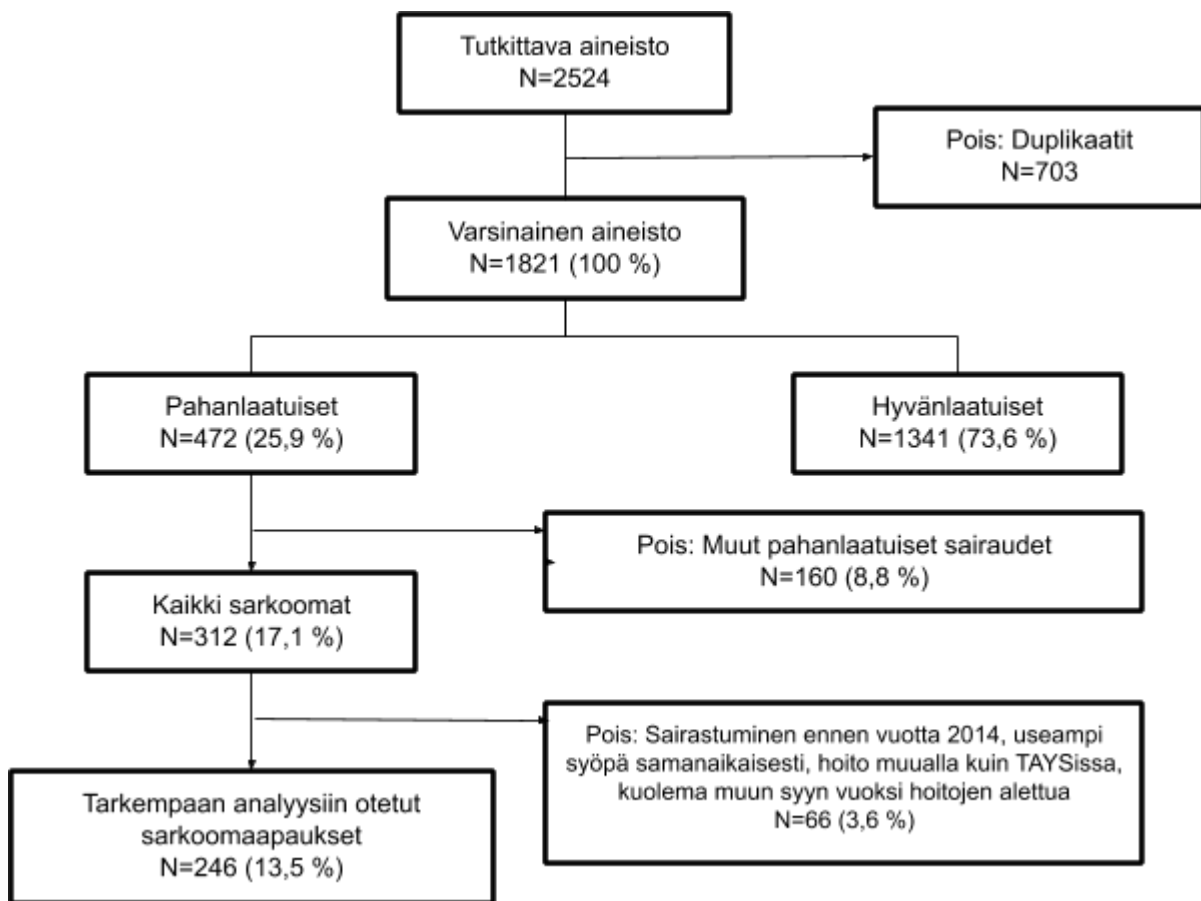 Tutkittava aineisto
N=2524
Pois: Duplikaatit
N=703
Varsinainen aineisto
N=1821 (100 %)
Pahanlaatuiset
N=472 (25,9 %)
Hyvänlaatuiset
N=1341 (73,6 %)
Pois: Muut pahanlaatuiset sairaudet
N=160 (8,8 %)
Kaikki sarkoomat
N=312 (17,1 %)
Pois: Sairastuminen ennen vuotta 2014, useampi
syöpä samanaikaisesti, hoito muualla kuin TAYSissa,
kuolema muun syyn vuoksi hoitojen alettua
N=66 (3,6 %)
Tarkempaan analyysiin otetut
sarkoomaapaukset
N=246 (13,5 %)